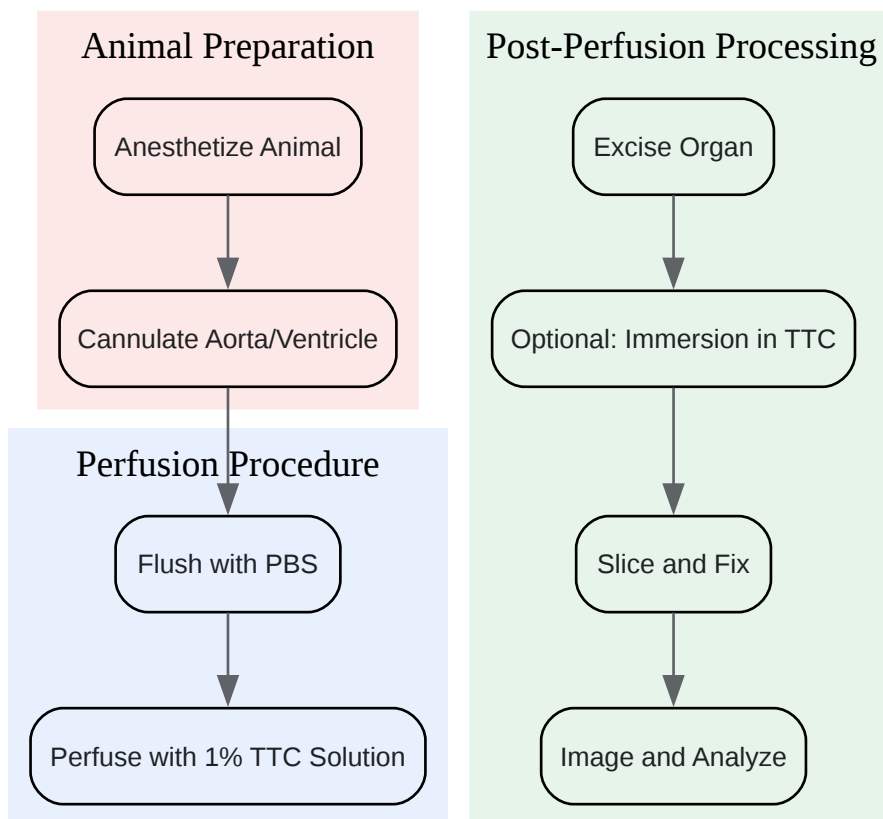 Animal Preparation
Anesthetize Animal
Cannulate Aorta/Ventricle
Perfusion Procedure
Flush with PBS
Perfuse with 1% TTC Solution
Post-Perfusion Processing
Excise Organ
Optional: Immersion in TTC
Slice and Fix
Image and Analyze